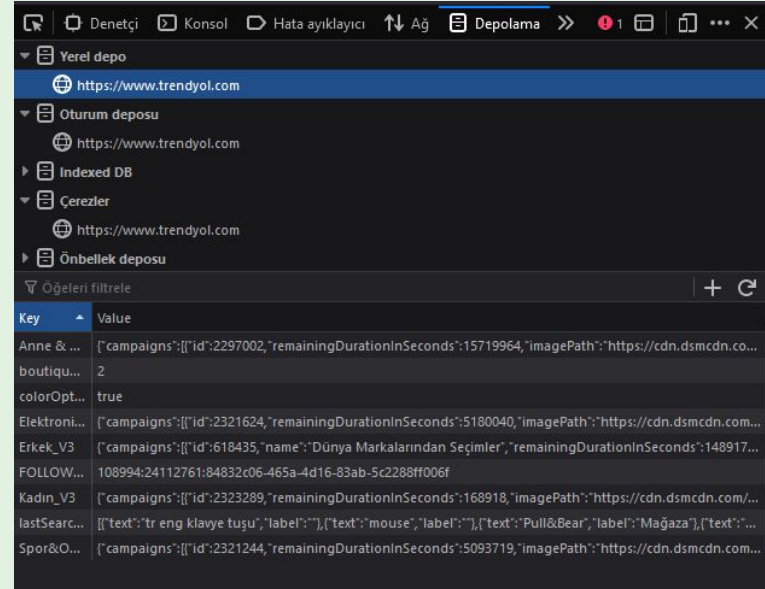 Denetçi Konsol Hata ayıklayıcı Ağ Depolama 1
Yerel depo
https://www.trendyol.com
Oturum deposu
https://www.trendyol.com
Indexed DB
Çerezler
https://www.trendyol.com
Önbellek deposu
Öğeleri filtrele
Key Value
Anne & ... {"campaigns":[{"id":2297002,"remainingDurationInSeconds":15719964,"imagePath":"https://cdn.dsmcdn.co...
boutiqu... 2
colorOpt... true
Elektroni... {"campaigns":[{"id":2321624,"remainingDurationInSeconds":5180040,"imagePath":"https://cdn.dsmcdn.com...
Erkek_V3 {"campaigns":[{"id":618435,"name":"Dünya Markalarından Seçimler","remainingDurationInSeconds":148917...
FOLLOW... 108994:24112761:84832c06-465a-4d16-83ab-5c2288ff006f
Kadın_V3 {"campaigns":[{"id":2323289,"remainingDurationInSeconds":168918,"imagePath":"https://cdn.dsmcdn.com/...
lastSearc... [{"text":"tr eng klavye tuşu","label":""},{"text":"mouse","label":""},{"text":"Pull&Bear","label":"Mağaza"},{"text":"...
Spor&O... {"campaigns":[{"id":2321244,"remainingDurationInSeconds":5093719,"imagePath":"https://cdn.dsmcdn.com...